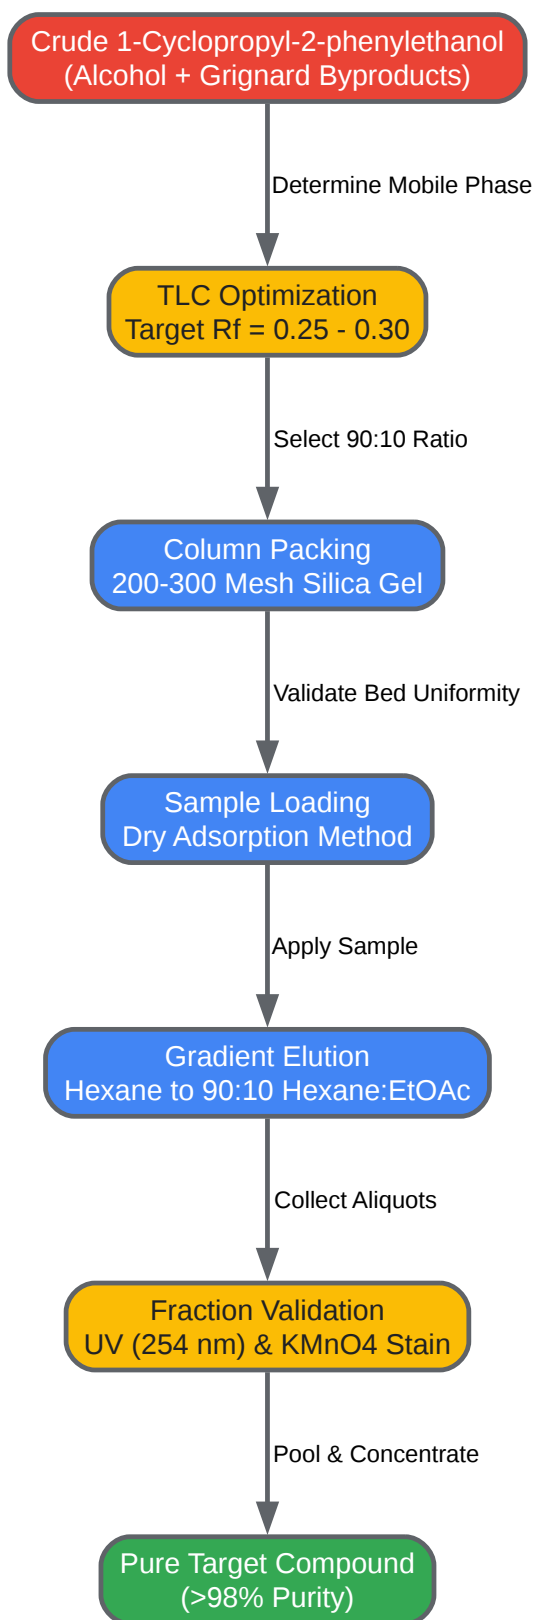 Crude 1-Cyclopropyl-2-phenylethanol
(Alcohol + Grignard Byproducts)
Determine Mobile Phase
TLC Optimization
Target Rf = 0.25 - 0.30
Select 90:10 Ratio
Column Packing
200-300 Mesh Silica Gel
Validate Bed Uniformity
Sample Loading
Dry Adsorption Method
Apply Sample
Gradient Elution
Hexane to 90:10 Hexane:EtOAc
Collect Aliquots
Fraction Validation
UV (254 nm) & KMnO4 Stain
Pool & Concentrate
Pure Target Compound
(>98% Purity)